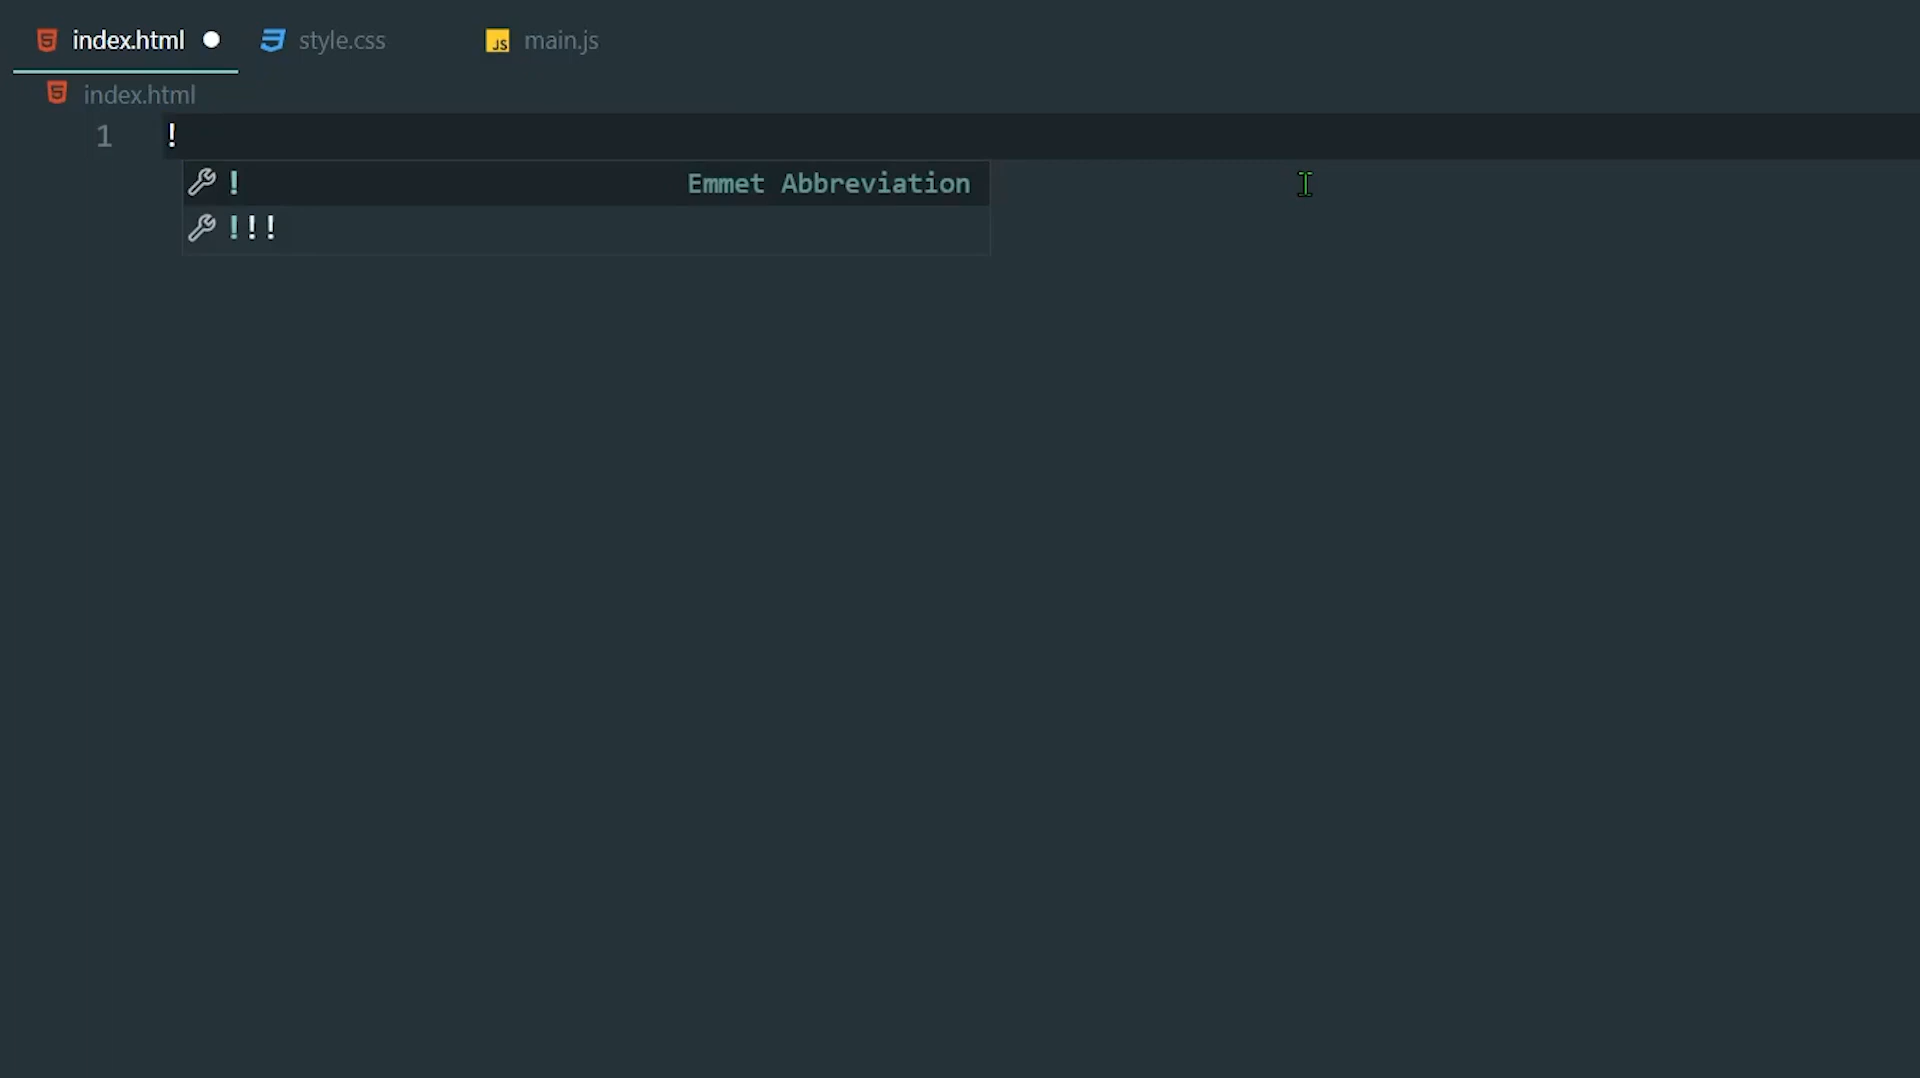 index.html style.css JS main.js
index.html
1 !
! Emmet Abbreviation
!!!